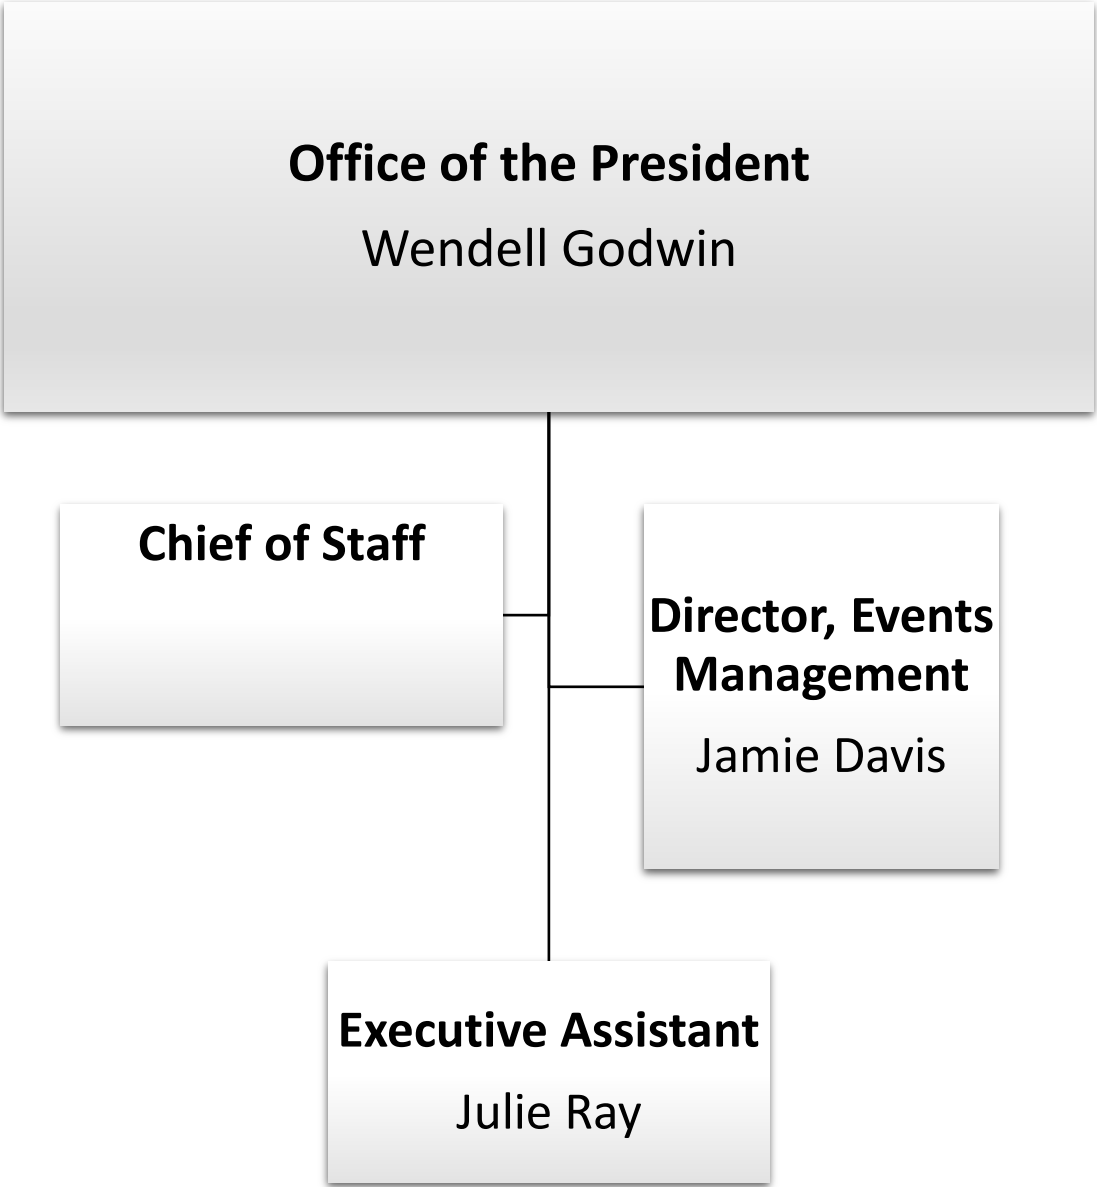 Office of the President
Wendell Godwin
Chief of Staff
Director, Events
Management
Jamie Davis
Executive Assistant
Julie Ray